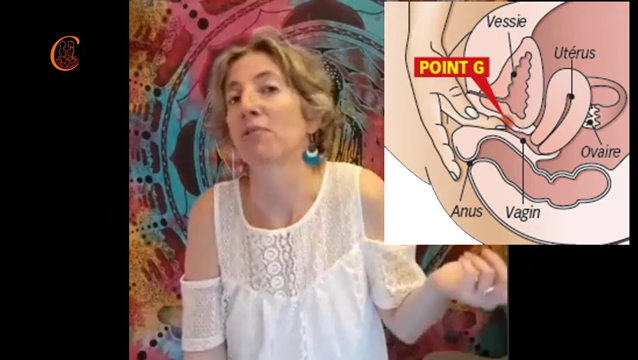 Vessie
Utérus
POINT G
Ovaire
Anus
Vagin